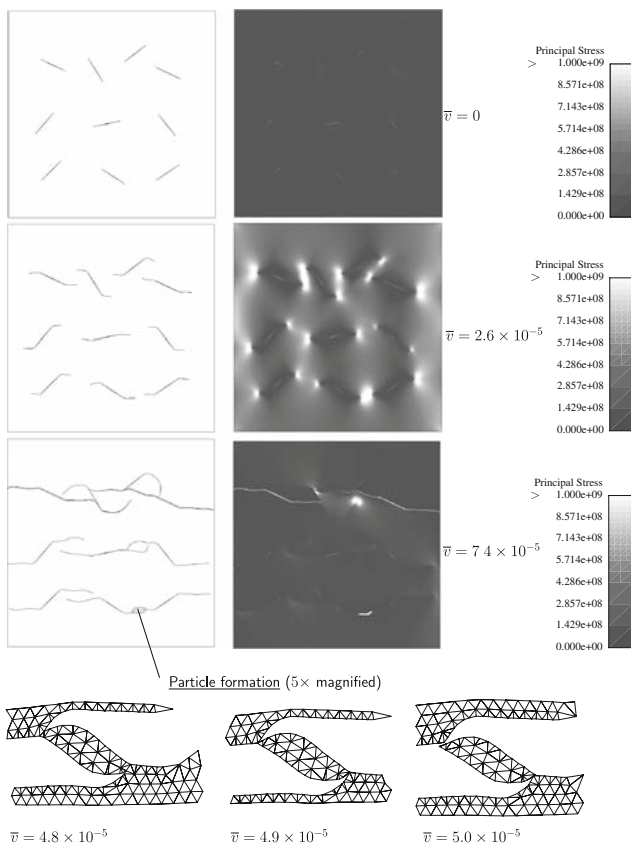 Principal Stress
> 1.000e+09
8.571e+08
7.143e+08
5.714e+08
4.286e+08
2.857e+08
1.429e+08
0.000e+00
v̅ = 0
Principal Stress
> 1.000e+09
8.571e+08
7.143e+08
5.714e+08
4.286e+08
2.857e+08
1.429e+08
0.000e+00
v̅ = 2.6 × 10⁻⁵
Principal Stress
> 1.000e+09
8.571e+08
7.143e+08
5.714e+08
4.286e+08
2.857e+08
1.429e+08
0.000e+00
v̅ = 7 4 × 10⁻⁵
Particle formation (5× magnified)
v̅ = 4.8 × 10⁻⁵
v̅ = 4.9 × 10⁻⁵
v̅ = 5.0 × 10⁻⁵